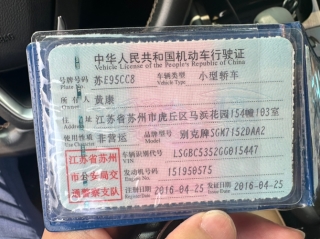 中华人民共和国机动车行驶证
Vehicle License of the People's Republic of China
号牌号码 苏E95CC8 车辆类型 小型轿车
Plate No. Vehicle Type
所有人 黄康
Owner
住址 江苏省苏州市虎丘区马浜花园154幢103室
Address
使用性质 非营运 品牌型号 别克牌SGM7152DAA2
Use Character Model
江苏省苏州市公安局交通警察支队
车辆识别代号 LSGBC5352GG015447
VIN
发动机号码 151950575
Engine No.
注册日期 2016-04-25 发证日期 2016-04-25
Register Date Issue Date